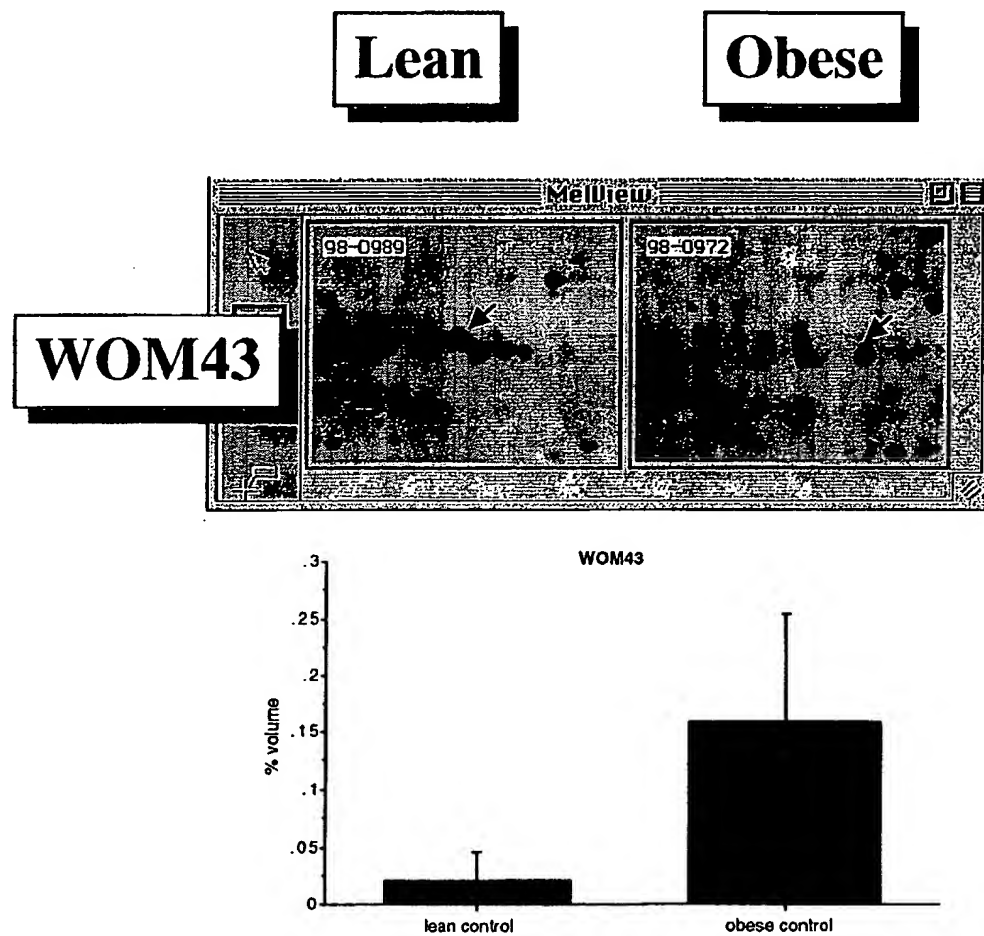 Lean
Obese
MelView
98-0989
98-0972
WOM43
WOM43
.3
.25
.2
.15
.1
.05
0
% volume
lean control
obese control